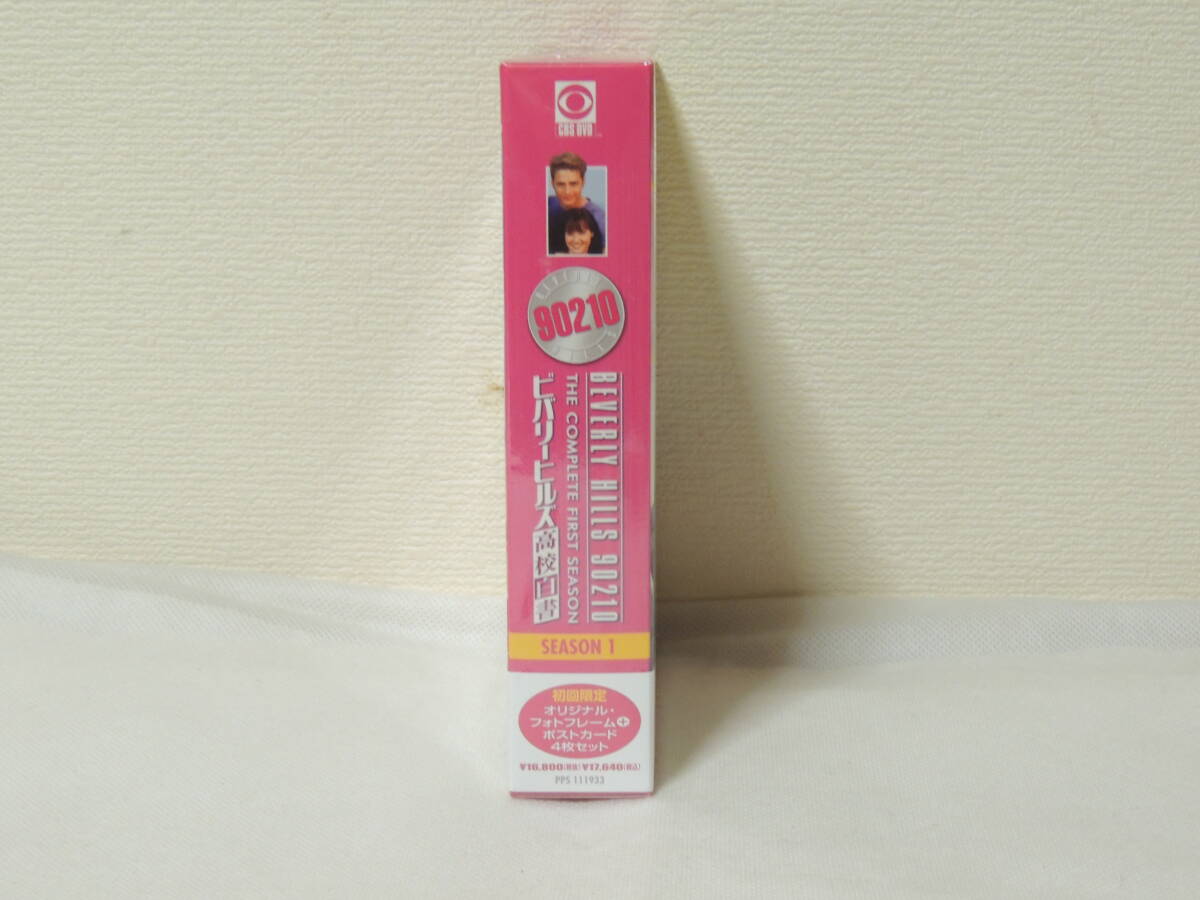 CBS DVD
90210
BEVERLY HILLS 90210
THE COMPLETE FIRST SEASON
ビバリーヒルズ高校白書
SEASON 1
初回限定
オリジナル・
フォトフレーム+
ポストカード
4枚セット
¥16,800(税抜)¥17,640(税込)
PPS 111933